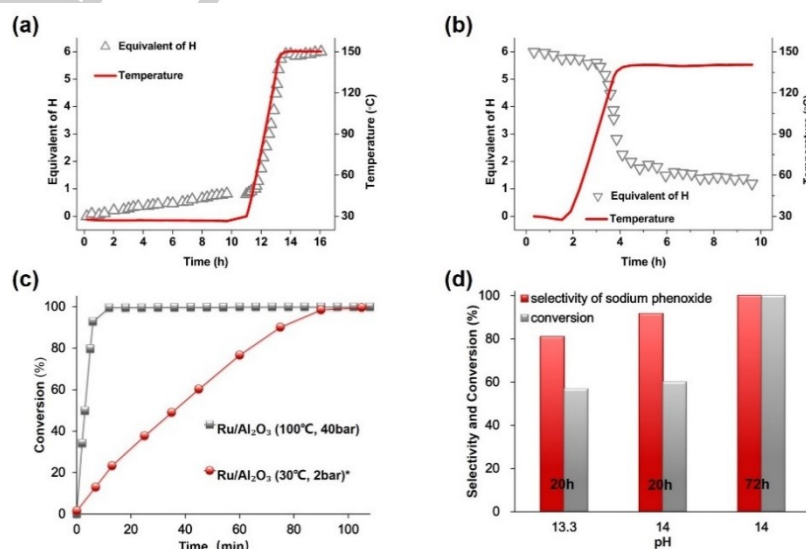 (a)
6
5
4
3
2
1
0
Equivalent of H
Equivalent of H
Temperature
150
120
90
60
30
Temperature (◦C)
0 2 4 6 8 10 12 14 16
Time (h)
(b)
6
5
4
3
2
1
0
Equivalent of H
Equivalent of H
Temperature
150
120
90
60
30
Temperature
0 2 4 6 8 10
Time (h)
(c)
100
80
60
40
20
0
Conversion (%)
Ru/Al₂O₃ (100℃, 40bar)
Ru/Al₂O₃ (30℃, 2bar)*
0 20 40 60 80 100
Time (min)
(d)
100
80
60
40
20
0
Selectivity and Conversion (%)
selectivity of sodium phenoxide
conversion
20h 20h 72h
13.3 14 14
pH